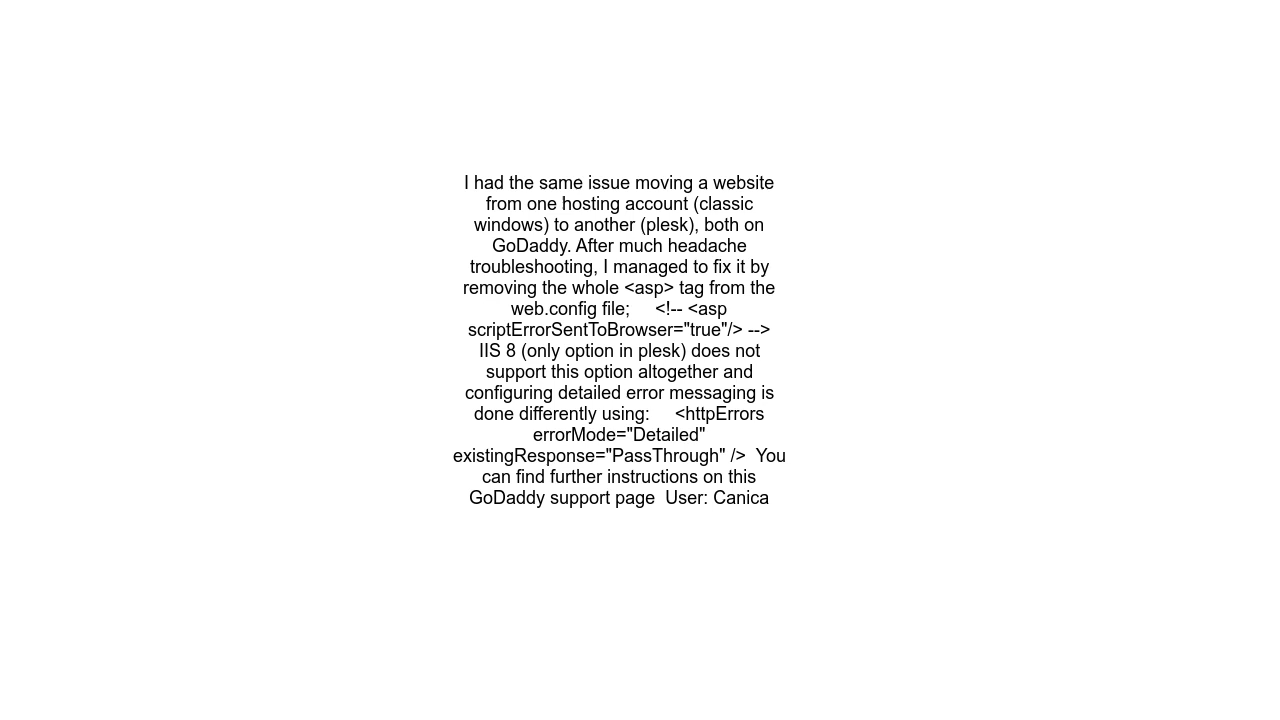 I had the same issue moving a website
from one hosting account (classic
windows) to another (plesk), both on
GoDaddy. After much headache
troubleshooting, I managed to fix it by
removing the whole <asp> tag from the
web.config file;     <!-- <asp
scriptErrorSentToBrowser="true"/> -->
IIS 8 (only option in plesk) does not
support this option altogether and
configuring detailed error messaging is
done differently using:     <httpErrors
errorMode="Detailed"
existingResponse="PassThrough" />  You
can find further instructions on this
GoDaddy support page  User: Canica